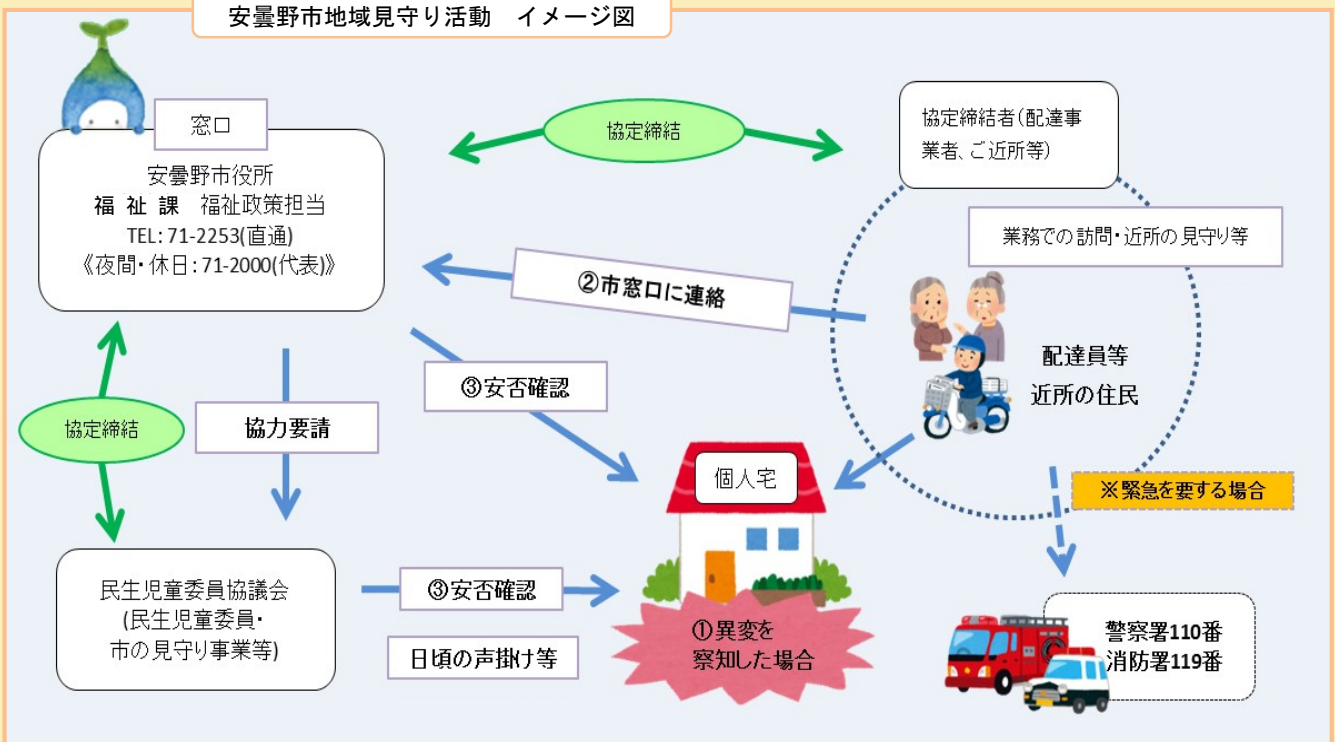 安曇野市地域見守り活動　イメージ図
窓口
安曇野市役所
福 祉 課　福祉政策担当
TEL: 71-2253(直通)
《夜間・休日: 71-2000(代表)》
協定締結
協定締結者(配達事
業者、ご近所等)
業務での訪問・近所の見守り等
②市窓口に連絡
配達員等
近所の住民
③安否確認
協定締結
協力要請
個人宅
※緊急を要する場合
民生児童委員協議会
(民生児童委員・
市の見守り事業等)
③安否確認
日頃の声掛け等
①異変を
察知した場合
警察署110番
消防署119番